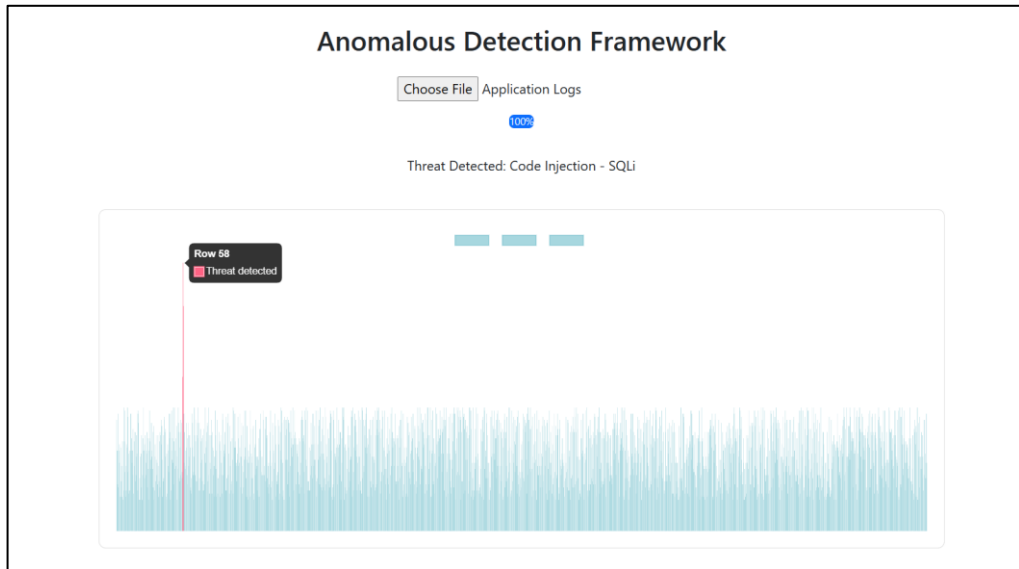 Anomalous Detection Framework
Choose File Application Logs
100%
Threat Detected: Code Injection - SQLi
Row 58
Threat detected